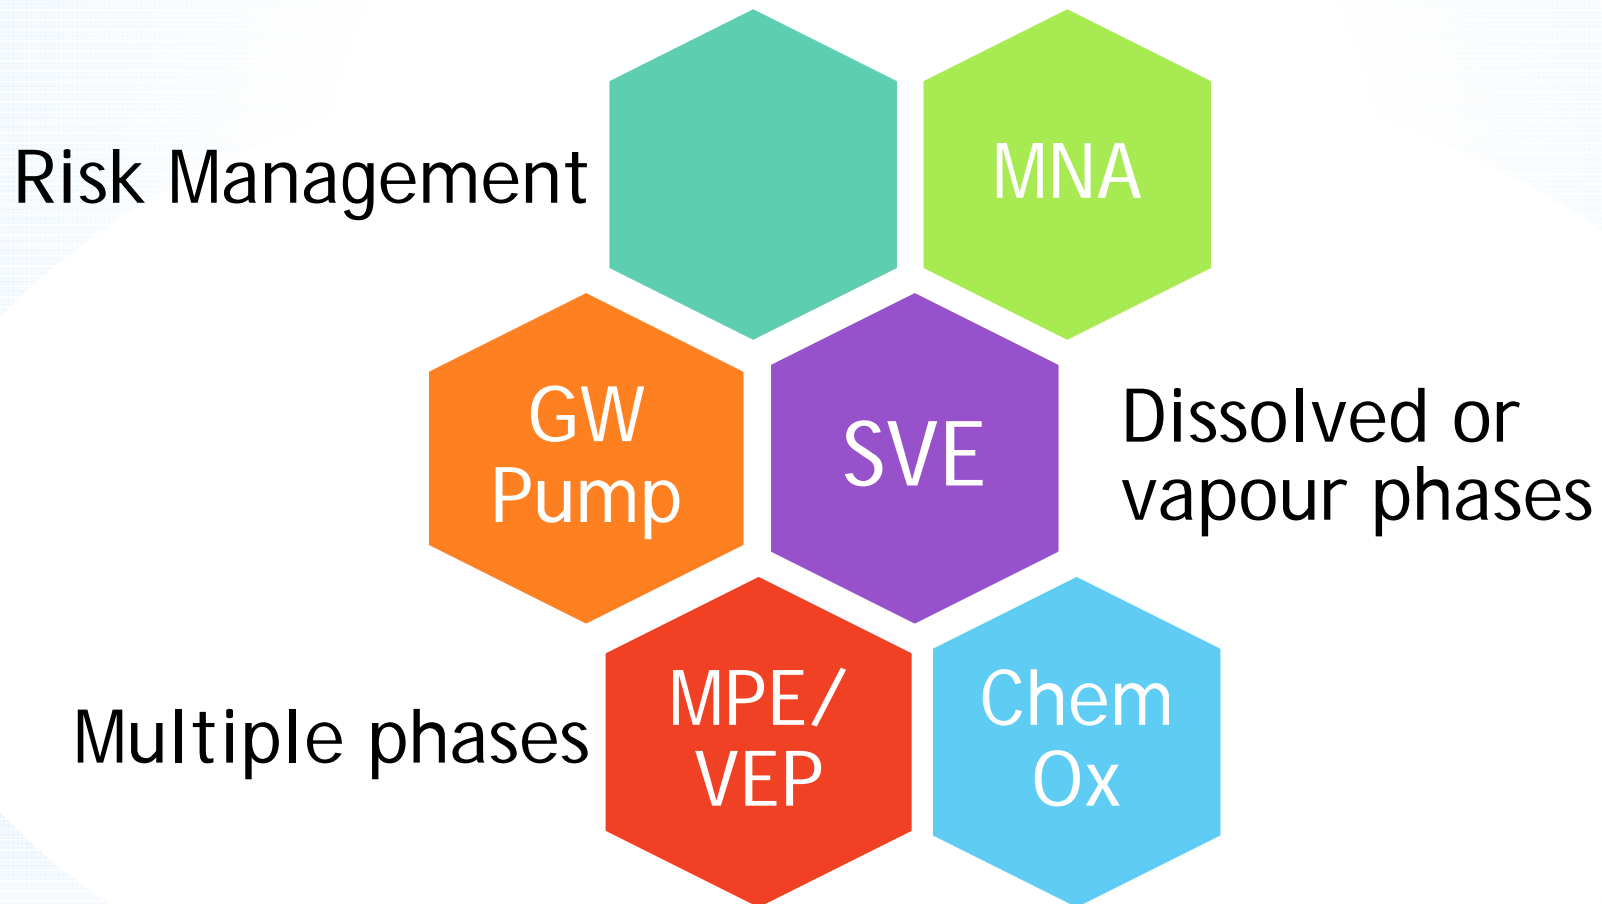 Risk Management
MNA
GW
Pump
SVE
Dissolved or
vapour phases
Multiple phases
MPE/
VEP
Chem
Ox